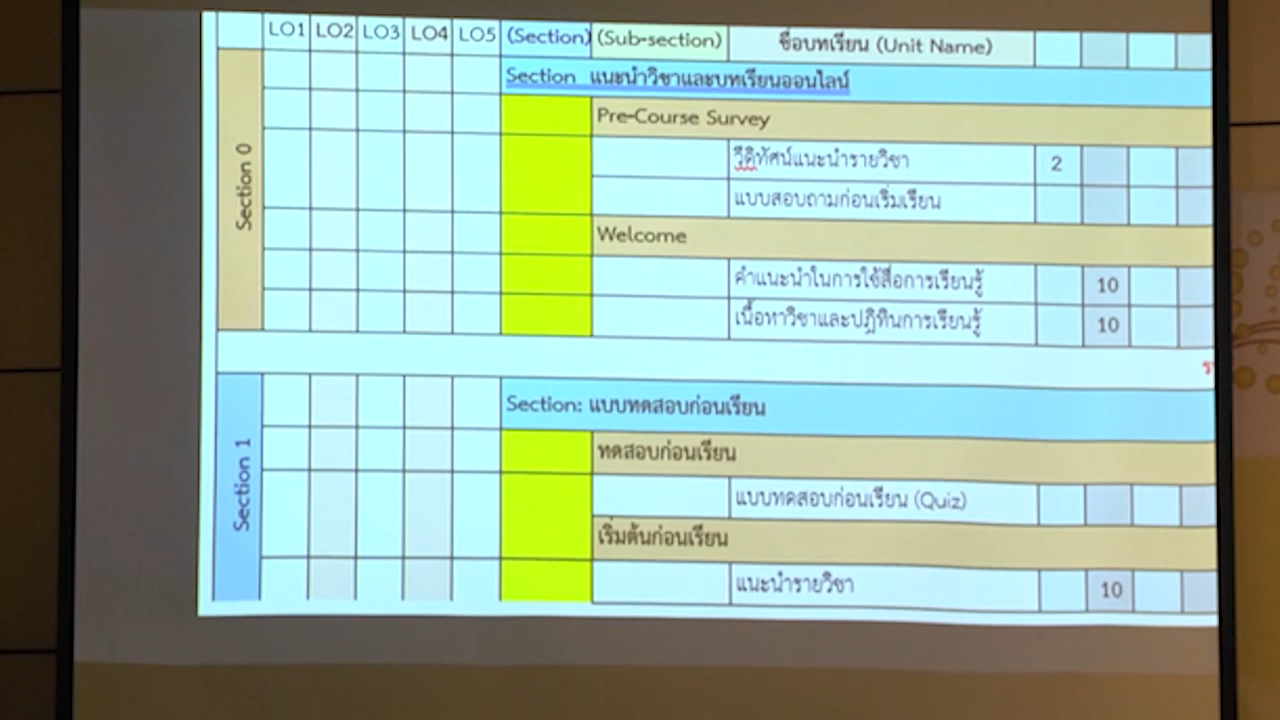 LO1 LO2 LO3 LO4 LO5 (Section) (Sub-section) ชื่อบทเรียน (Unit Name)
Section 0
Section แนะนำวิชาและบทเรียนออนไลน์
Pre-Course Survey
วีดิทัศน์แนะนำรายวิชา 2
แบบสอบถามก่อนเริ่มเรียน
Welcome
คำแนะนำในการใช้สื่อการเรียนรู้ 10
เนื้อหาวิชาและปฏิทินการเรียนรู้ 10
Section 1
Section: แบบทดสอบก่อนเรียน
ทดสอบก่อนเรียน
แบบทดสอบก่อนเรียน (Quiz)
เริ่มต้นก่อนเรียน
แนะนำรายวิชา 10